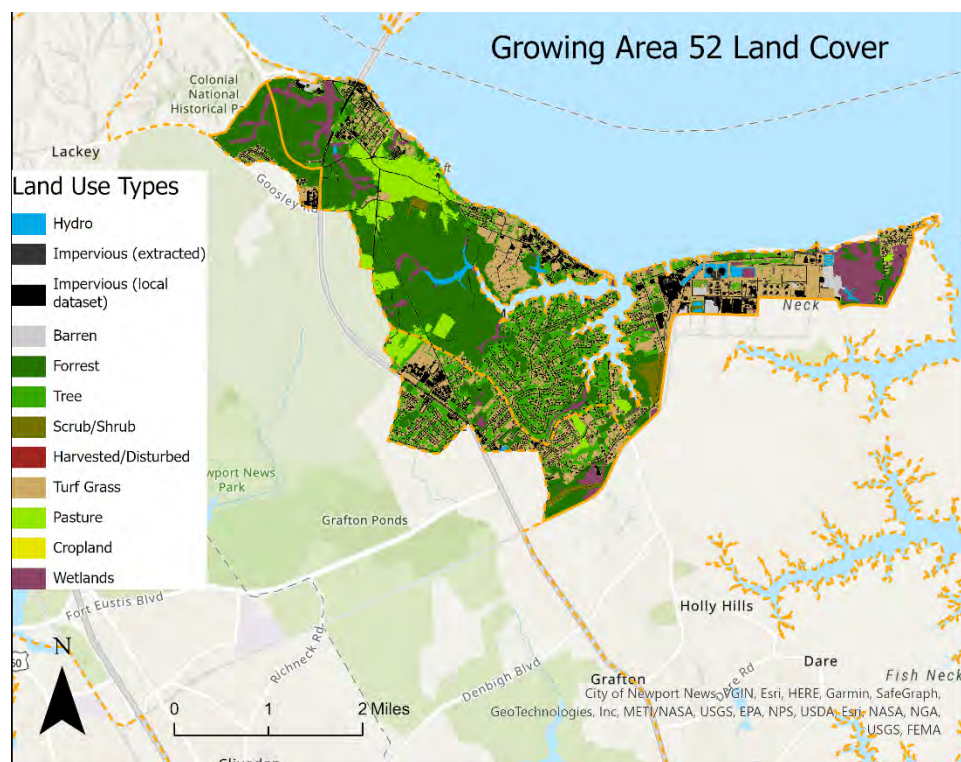 Growing Area 52 Land Cover
Colonial
National
Historical P
Lackey
Goosley
ft
Land Use Types
Hydro
Impervious (extracted)
Impervious (local
dataset)
Barren
Forrest
Tree
Scrub/Shrub
Harvested/Disturbed
Turf Grass
Pasture
Cropland
Wetlands
Neck
wport News
Park
Grafton Ponds
Fort Eustis Blvd
Richneck Rd
Denbigh Blvd
Holly Hills
Dare
Grafton
Fish Neck
N
60
0 1 2 Miles
City of Newport News, VGIN, Esri, HERE, Garmin, SafeGraph,
GeoTechnologies, Inc, METI/NASA, USGS, EPA, NPS, USDA, Esri, NASA, NGA,
USGS, FEMA